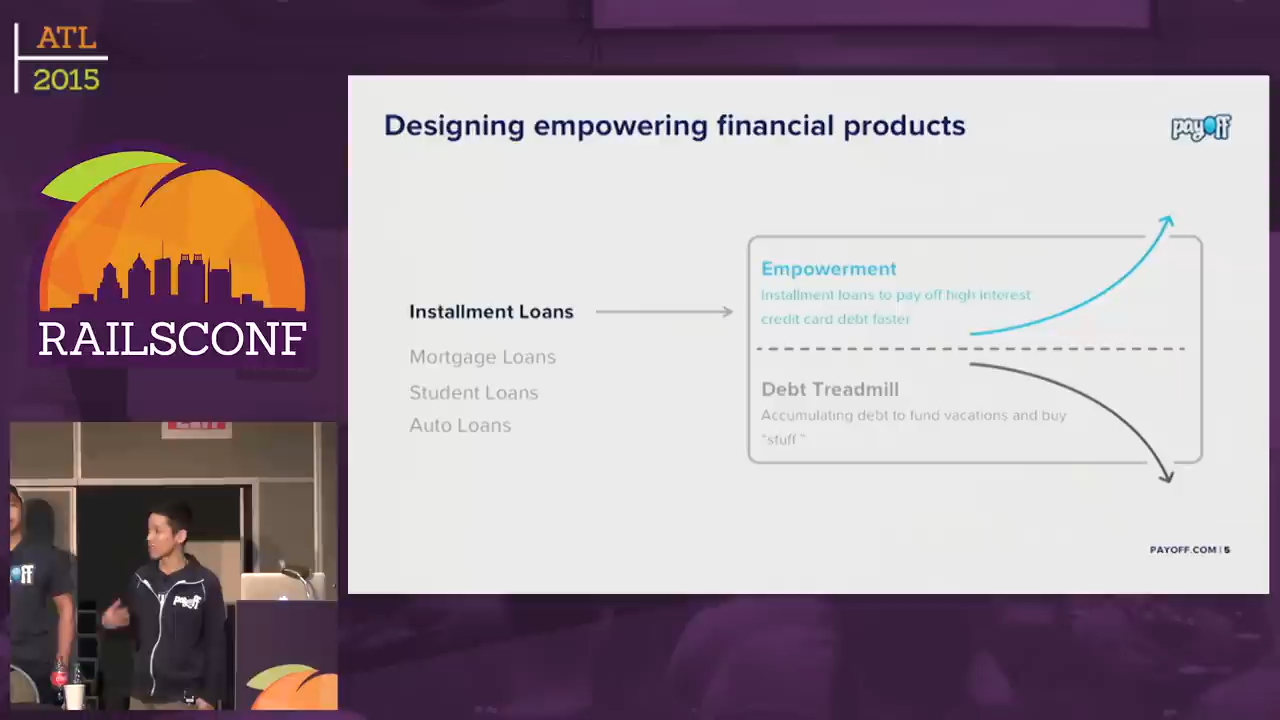 ATL
2015
RAILSCONF
Designing empowering financial products
payoff
Installment Loans
Mortgage Loans
Student Loans
Auto Loans
Empowerment
Installment loans to pay off high interest
credit card debt faster
Debt Treadmill
Accumulating debt to fund vacations and buy
"stuff "
PAYOFF.COM | 5
EXIT
payoff